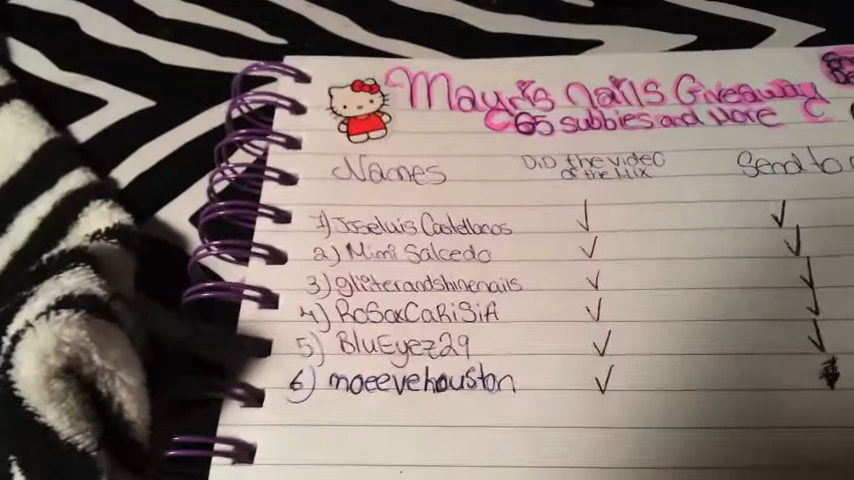 Mayris Nails Giveaway
65 subbies and More
Names Did the video of the Mix Send to
1) Joseluis Castellanos
2) Mimi Salcedo
3) glitterandshinenails
4) RoSaxCaRiSiA
5) BluEyez29
6) moeevehouston